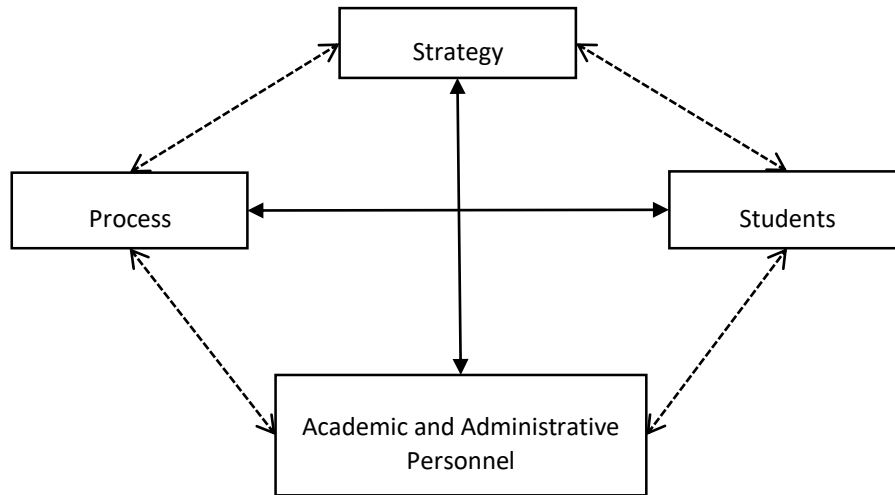 Strategy
Process
Students
Academic and Administrative
Personnel